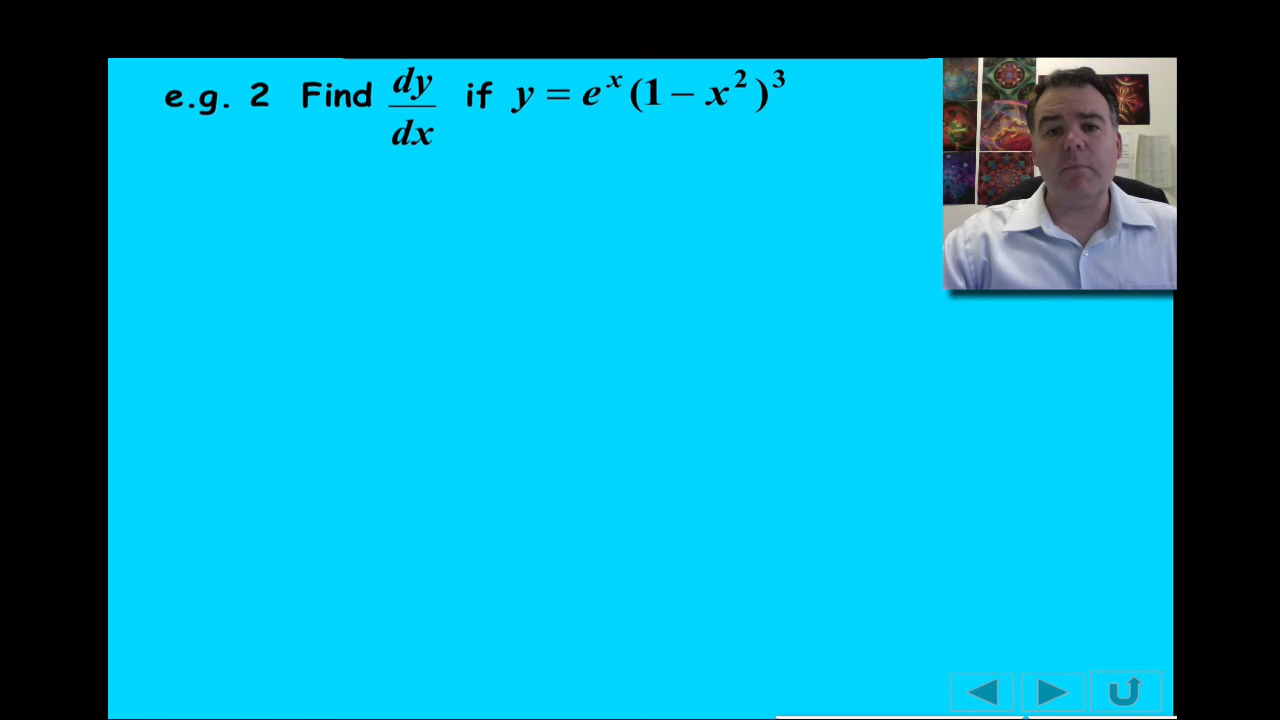 e.g. 2 Find dy/dx if y = e^x (1 − x^2)^3